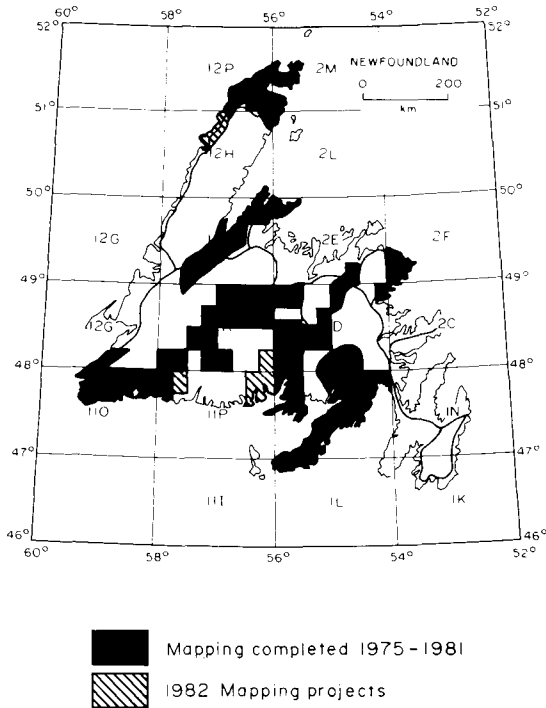 60° 58° 56° 54° 52°
52° 52°
12P 2M NEWFOUNDLAND
0 200
km
51° 51°
12H 2L
50° 50°
12G 2E 2F
49° 49°
12G D 2C
48° 48°
11O 11P 1N
47° 47°
11I 1L 1K
46° 46°
60° 58° 56° 54° 52°
Mapping completed 1975-1981
1982 Mapping projects